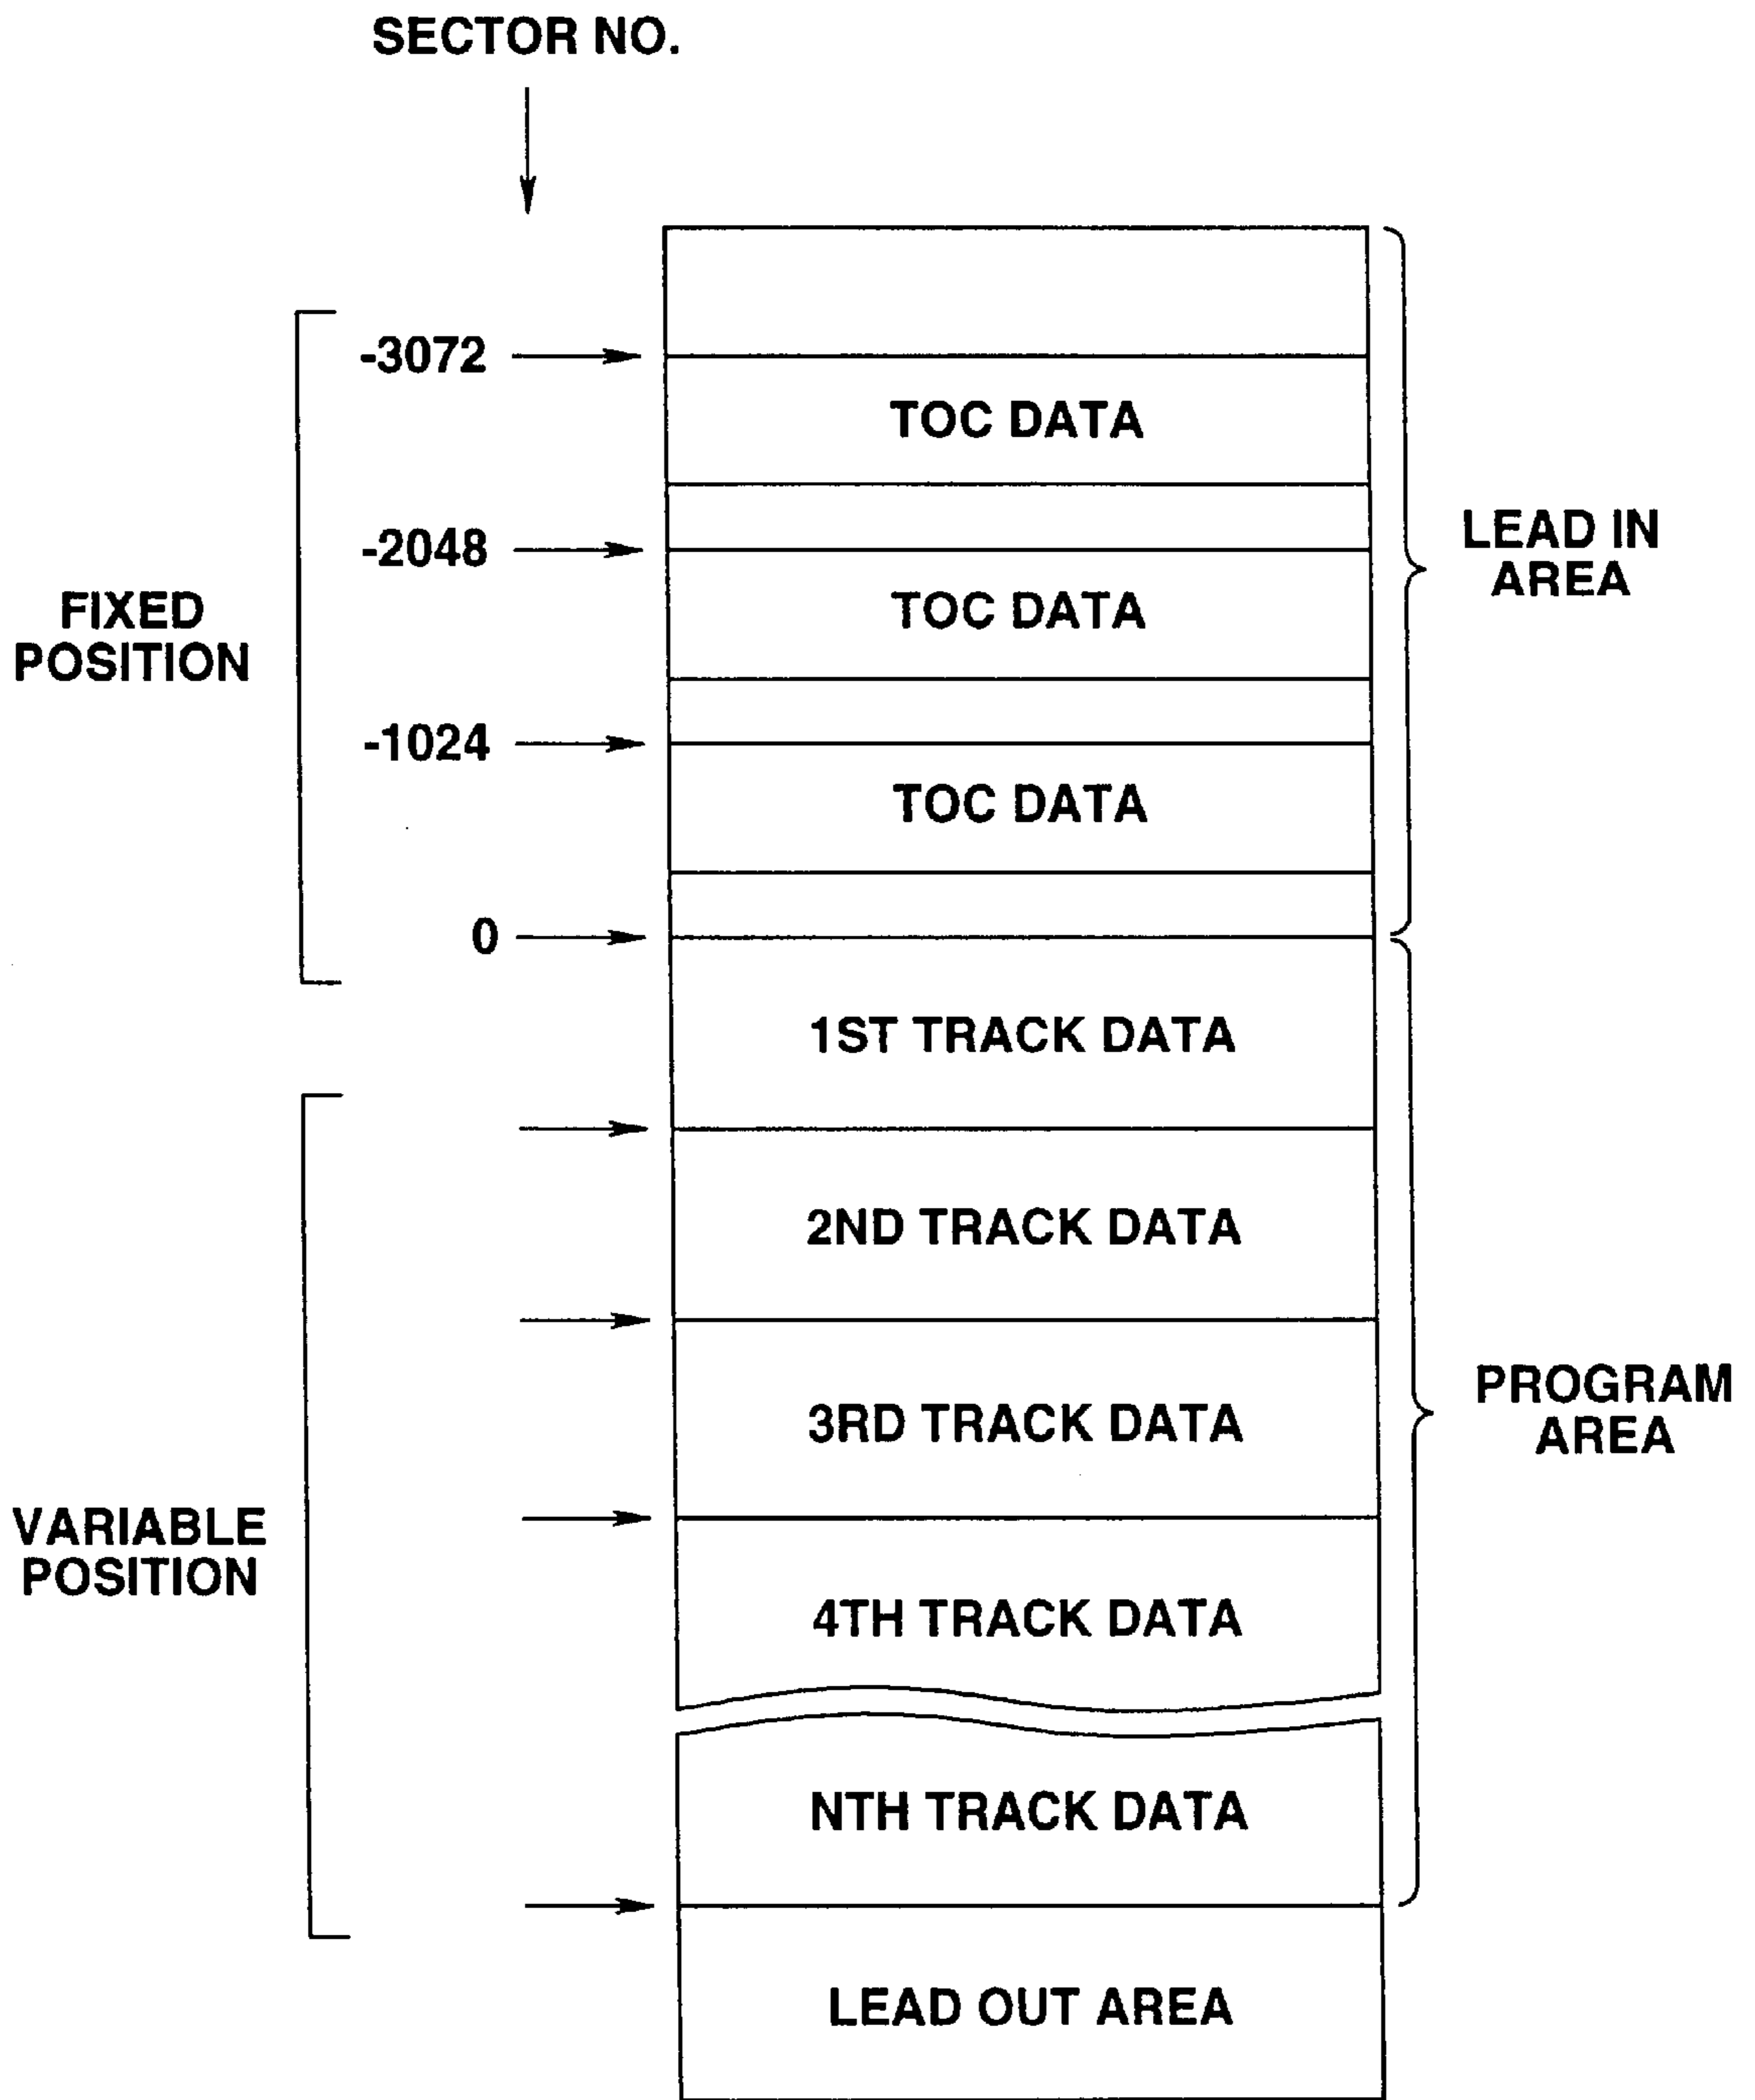 SECTOR NO.
-3072
TOC DATA
-2048
TOC DATA
LEAD IN
AREA
FIXED
POSITION
-1024
TOC DATA
0
1ST TRACK DATA
2ND TRACK DATA
3RD TRACK DATA
PROGRAM
AREA
VARIABLE
POSITION
4TH TRACK DATA
NTH TRACK DATA
LEAD OUT AREA